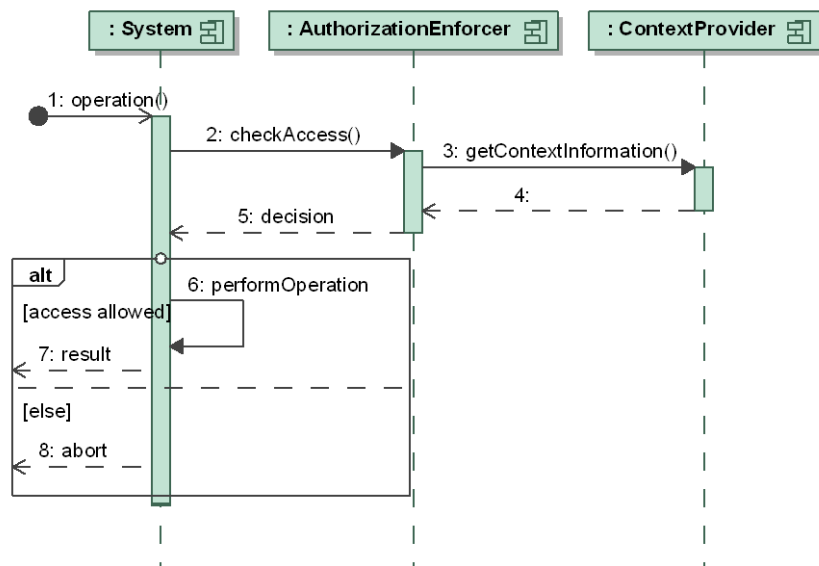 : System
: AuthorizationEnforcer
: ContextProvider
1: operation()
2: checkAccess()
3: getContextInformation()
4:
5: decision
alt
6: performOperation
[access allowed]
7: result
[else]
8: abort